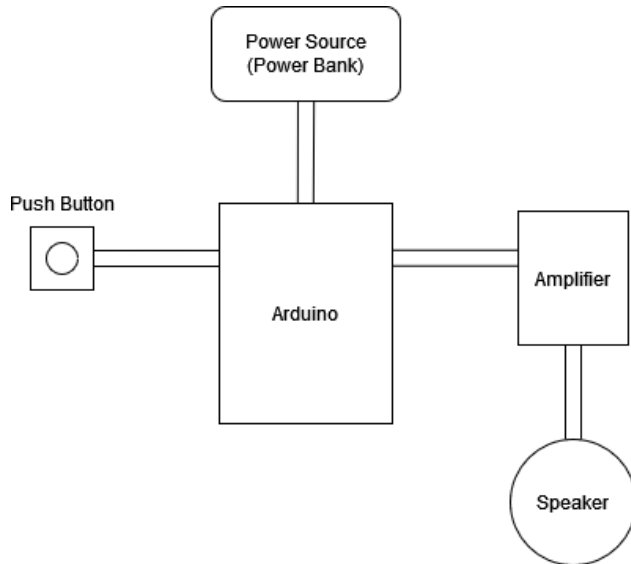 Power Source
(Power Bank)
Push Button
Arduino
Amplifier
Speaker